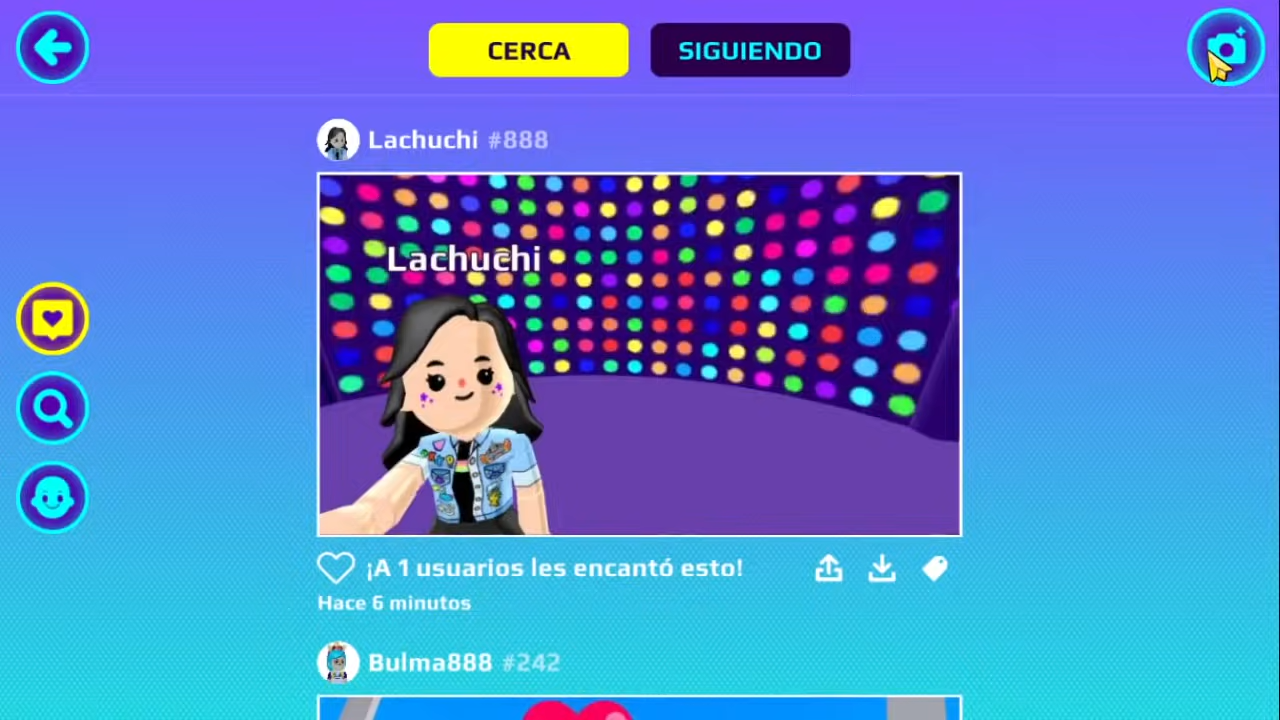 CERCA
SIGUIENDO
Lachuchi #888
Lachuchi
¡A 1 usuarios les encantó esto!
Hace 6 minutos
Bulma888 #242